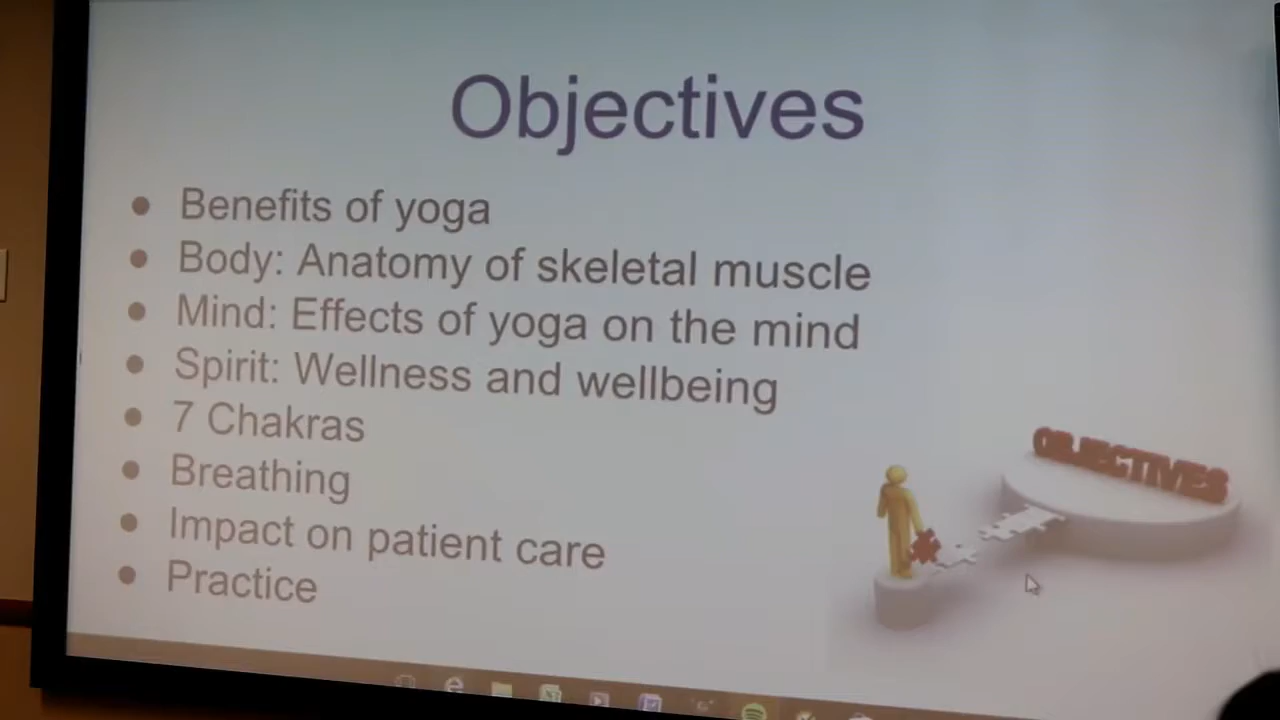 Objectives
● Benefits of yoga
● Body: Anatomy of skeletal muscle
● Mind: Effects of yoga on the mind
● Spirit: Wellness and wellbeing
● 7 Chakras
● Breathing
● Impact on patient care
● Practice
OBJECTIVES